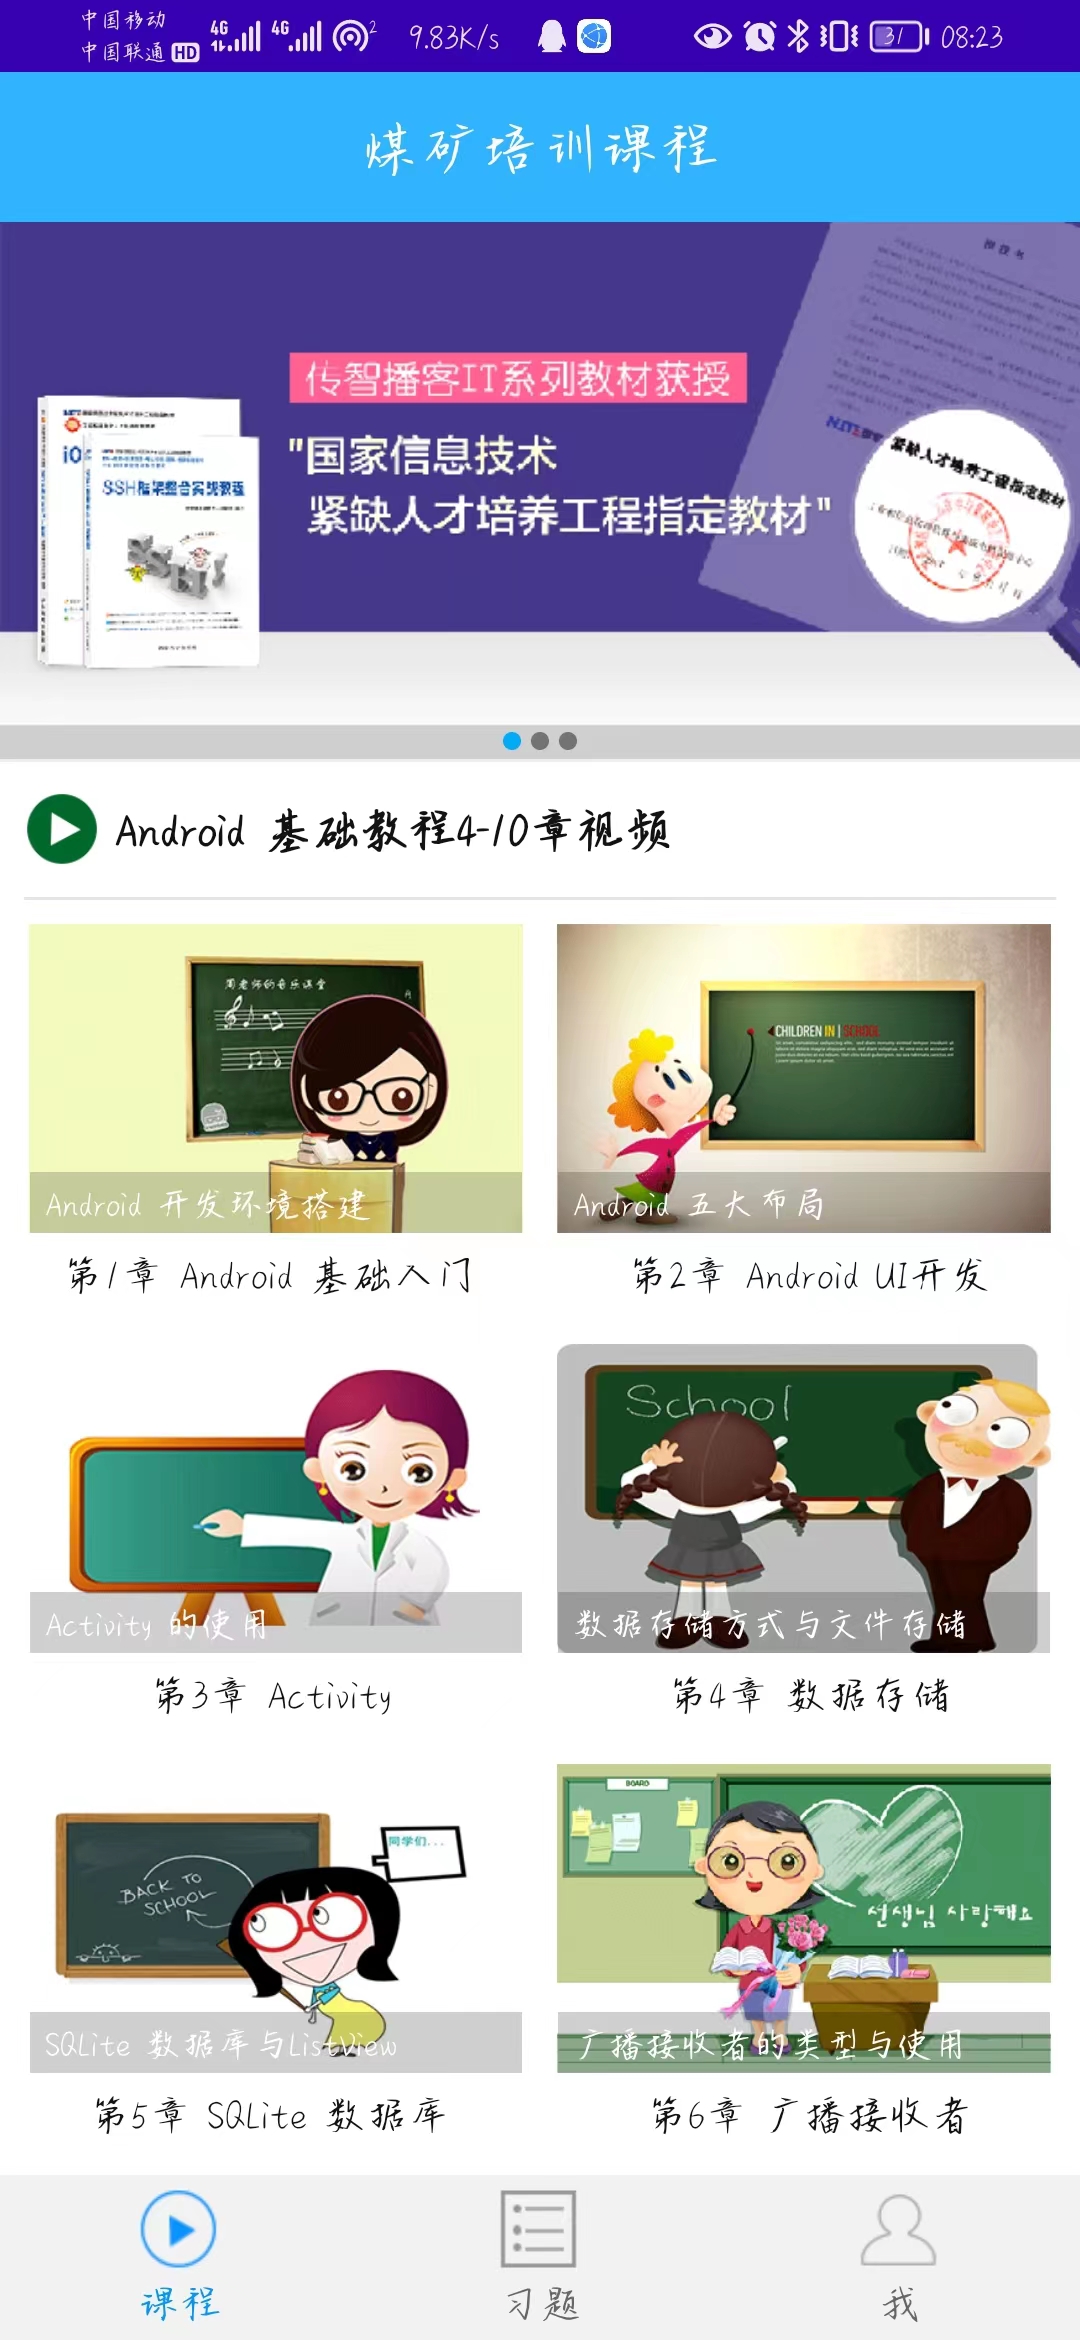 中国移动
中国联通 HD
4G 4G 2 9.83K/s 31 08:23
煤矿培训课程
传智播客IT系列教材获授
"国家信息技术
紧缺人才培养工程指定教材"
SSH框架整合实战教程
紧缺人才培养工程指定教材
Android 基础教程4-10章视频
周老师的音乐课堂
CHILDREN IN | SCHOOL
Android 开发环境搭建
Android 五大布局
第1章 Android 基础入门
第2章 Android UI开发
School
Activity 的使用
数据存储方式与文件存储
第3章 Activity
第4章 数据存储
BOARD
同学们...
BACK TO
SCHOOL
선생님 사랑해요
SQLite 数据库与ListView
广播接收者的类型与使用
第5章 SQLite 数据库
第6章 广播接收者
课程
习题
我